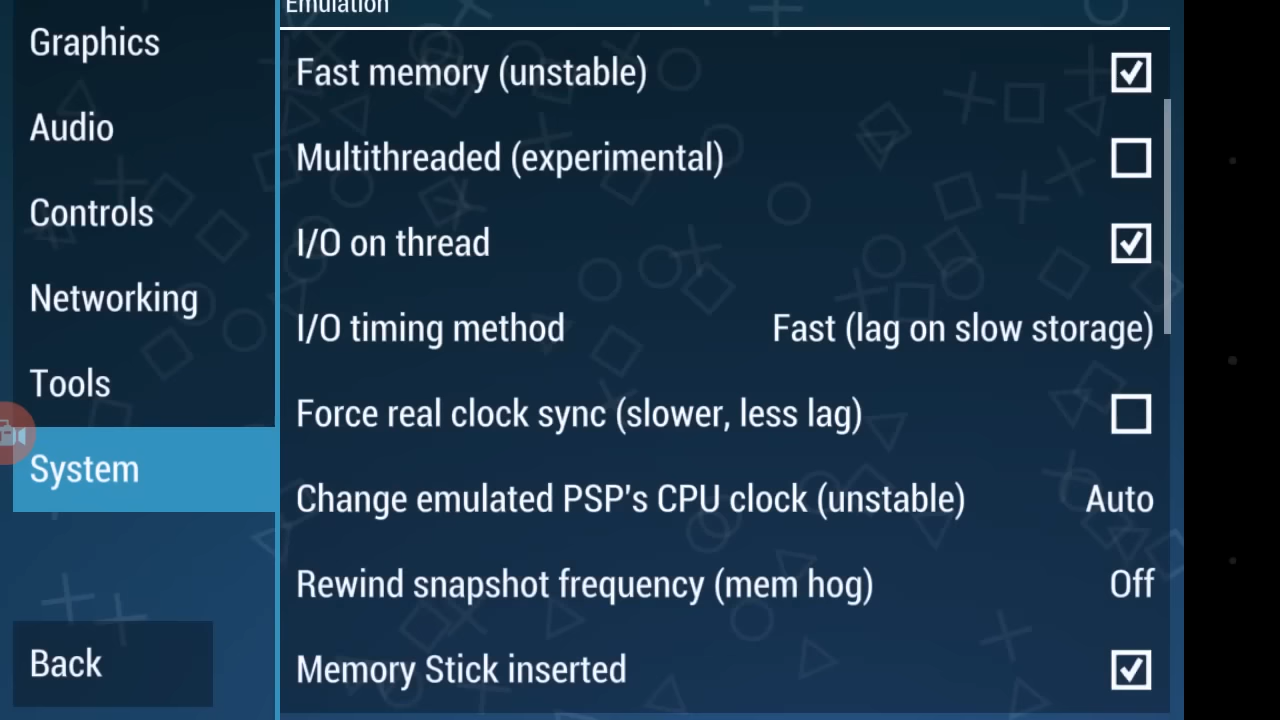 Emulation
Graphics
Audio
Controls
Networking
Tools
System
Back
Fast memory (unstable)
Multithreaded (experimental)
I/O on thread
I/O timing method Fast (lag on slow storage)
Force real clock sync (slower, less lag)
Change emulated PSP's CPU clock (unstable) Auto
Rewind snapshot frequency (mem hog) Off
Memory Stick inserted